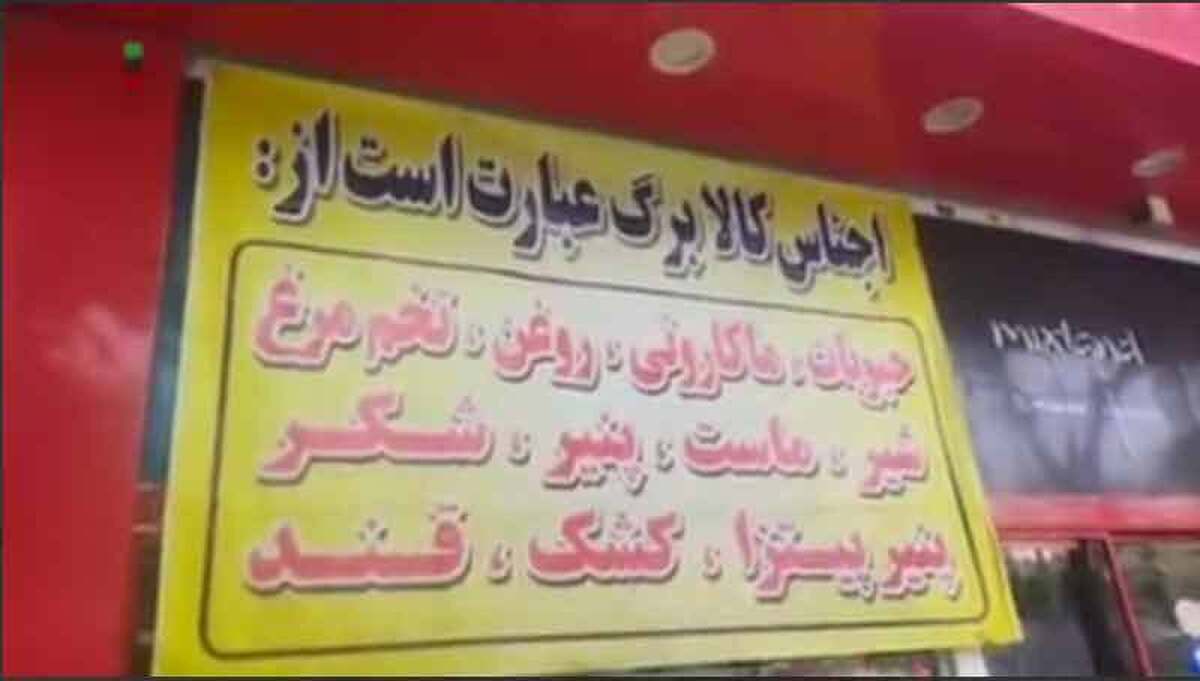 اجناس کالا برگ عبارت است از:
حبوبات، ماکارونی، روغن، تخم مرغ
شیر، ماست، پنیر، شکر
پنیر پیتزا، کشک، قند